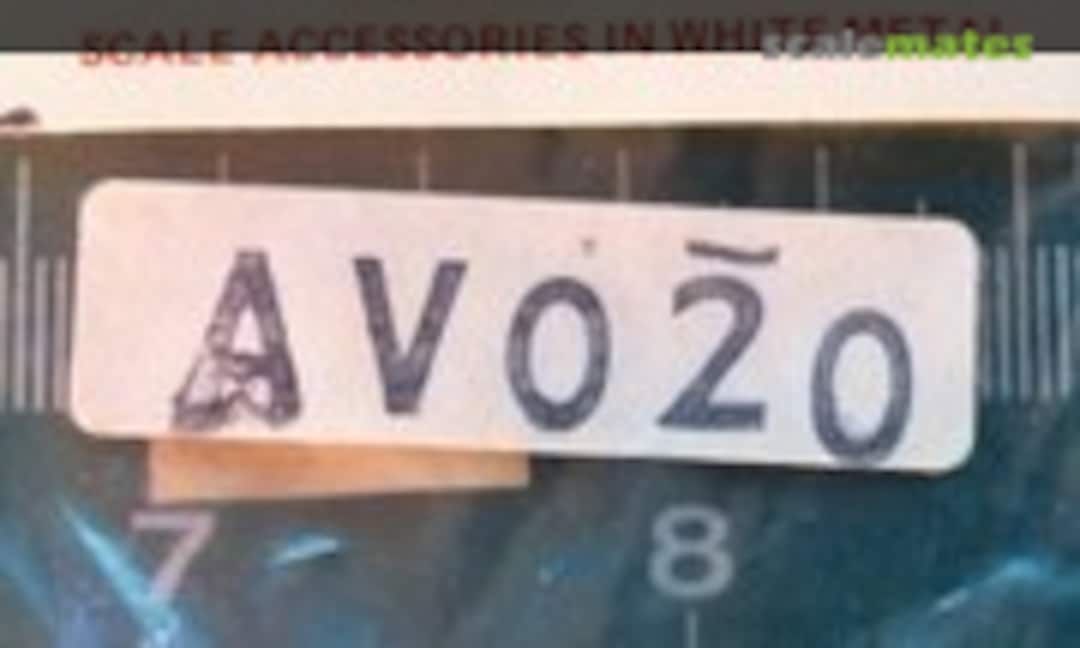 SCALE ACCESSORIES IN WHITE METAL
scalemates
AV020
7 8